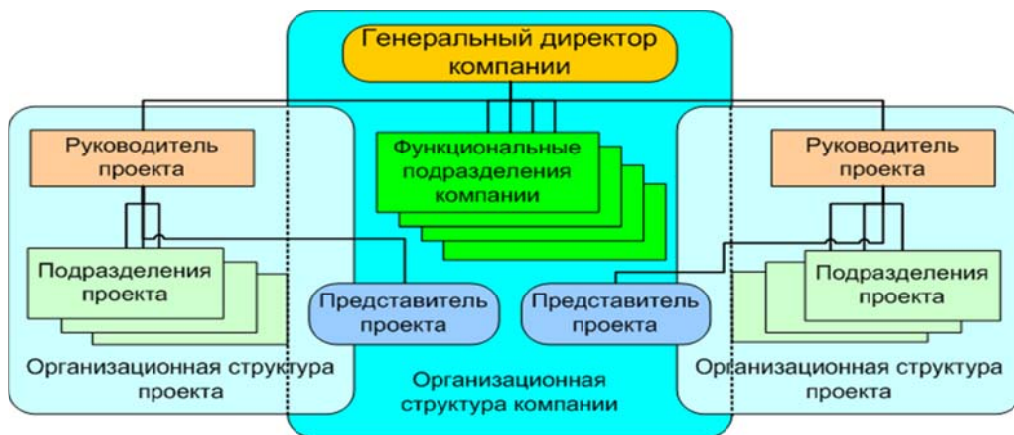 Генеральный директор
компании
Руководитель
проекта
Функциональные
подразделения
компании
Руководитель
проекта
Подразделения
проекта
Подразделения
проекта
Представитель
проекта
Представитель
проекта
Организационная структура
проекта
Организационная
структура компании
Организационная структура
проекта